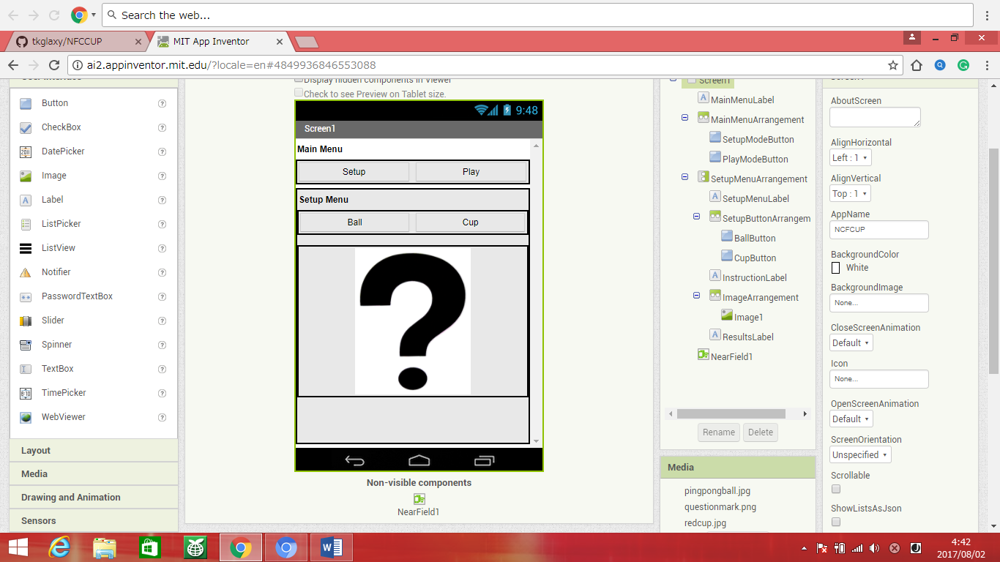 Search the web...
tkglaxy/NFCCUP
MIT App Inventor
ai2.appinventor.mit.edu/?locale=en#4849936846553088
Display hidden components in Viewer
Check to see Preview on Tablet size.
Button
CheckBox
DatePicker
Image
Label
ListPicker
ListView
Notifier
PasswordTextBox
Slider
Spinner
TextBox
TimePicker
WebViewer
Layout
Media
Drawing and Animation
Sensors
9:48
Screen1
Main Menu
Setup Play
Setup Menu
Ball Cup
Non-visible components
NearField1
Screen1
MainMenuLabel
MainMenuArrangement
SetupModeButton
PlayModeButton
SetupMenuArrangement
SetupMenuLabel
SetupButtonArrangem
BallButton
CupButton
InstructionLabel
ImageArrangement
Image1
ResultsLabel
NearField1
Rename Delete
Media
pingpongball.jpg
questionmark.png
redcup.jpg
AboutScreen
AlignHorizontal
Left : 1
AlignVertical
Top : 1
AppName
NCFCUP
BackgroundColor
White
BackgroundImage
None...
CloseScreenAnimation
Default
Icon
None...
OpenScreenAnimation
Default
ScreenOrientation
Unspecified
Scrollable
ShowListsAsJson
4:42
2017/08/02